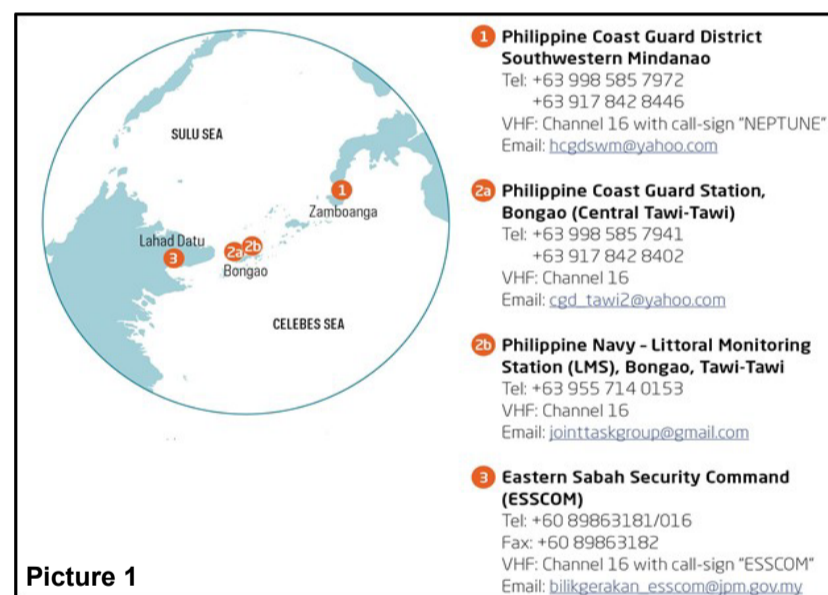 SULU SEA
1
Zamboanga
Lahad Datu
3
2a
2b
Bongao
CELEBES SEA
Picture 1
1 Philippine Coast Guard District
Southwestern Mindanao
Tel: +63 998 585 7972
+63 917 842 8446
VHF: Channel 16 with call-sign "NEPTUNE"
Email: hcgdswm@yahoo.com
2a Philippine Coast Guard Station,
Bongao (Central Tawi-Tawi)
Tel: +63 998 585 7941
+63 917 842 8402
VHF: Channel 16
Email: cgd_tawi2@yahoo.com
2b Philippine Navy – Littoral Monitoring
Station (LMS), Bongao, Tawi-Tawi
Tel: +63 955 714 0153
VHF: Channel 16
Email: jointtaskgroup@gmail.com
3 Eastern Sabah Security Command
(ESSCOM)
Tel: +60 89863181/016
Fax: +60 89863182
VHF: Channel 16 with call-sign "ESSCOM"
Email: bilikgerakan_esscom@jpm.gov.my